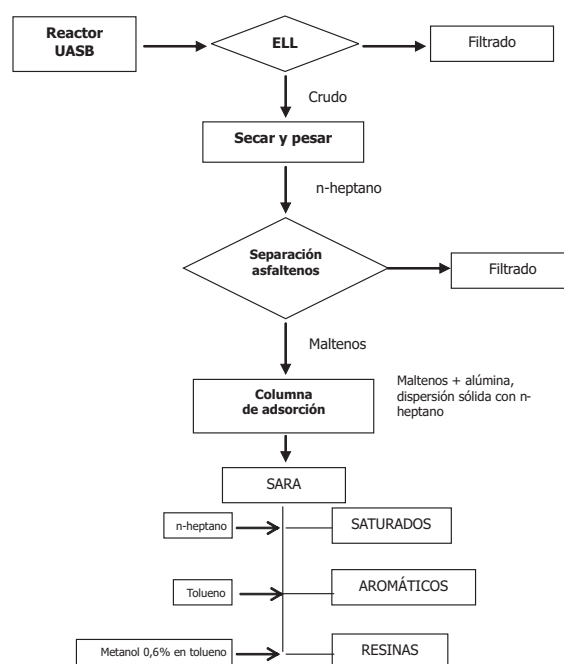 Reactor
UASB
ELL
Filtrado
Crudo
Secar y pesar
n-heptano
Separación
asfaltenos
Filtrado
Maltenos
Columna
de adsorción
Maltenos + alúmina,
dispersión sólida con n-
heptano
SARA
n-heptano
SATURADOS
Tolueno
AROMÁTICOS
Metanol 0,6% en tolueno
RESINAS